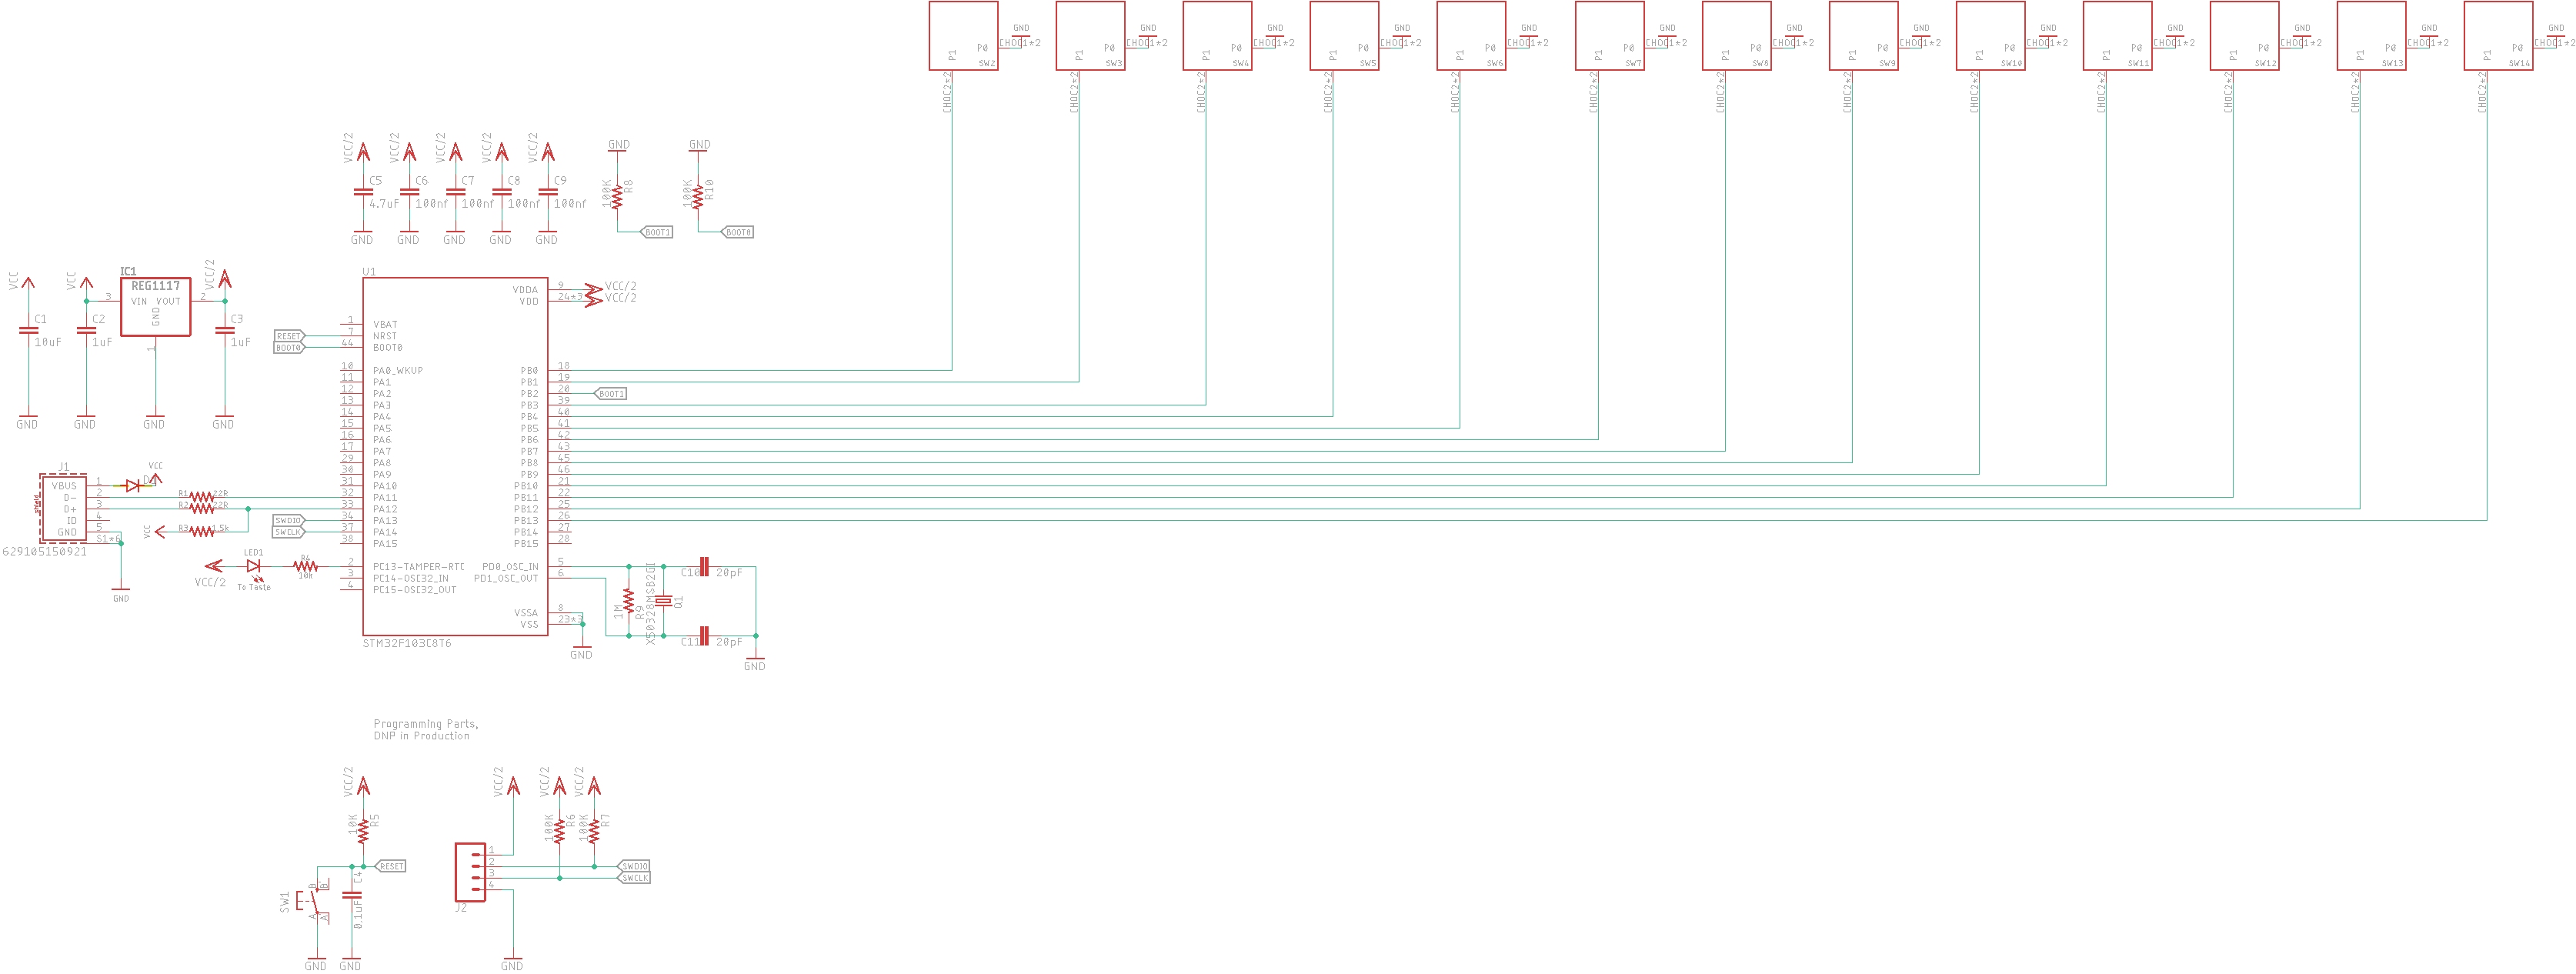 GND GND GND GND GND GND GND GND GND GND GND GND GND
CHOC1*2 CHOC1*2 CHOC1*2 CHOC1*2 CHOC1*2 CHOC1*2 CHOC1*2 CHOC1*2 CHOC1*2 CHOC1*2 CHOC1*2 CHOC1*2 CHOC1*2
P1 P0 P1 P0 P1 P0 P1 P0 P1 P0 P1 P0 P1 P0 P1 P0 P1 P0 P1 P0 P1 P0 P1 P0 P1 P0
SW2 SW3 SW4 SW5 SW6 SW7 SW8 SW9 SW10 SW11 SW12 SW13 SW14
CHOC2*2 CHOC2*2 CHOC2*2 CHOC2*2 CHOC2*2 CHOC2*2 CHOC2*2 CHOC2*2 CHOC2*2 CHOC2*2 CHOC2*2 CHOC2*2 CHOC2*2
VCC/2 VCC/2 VCC/2 VCC/2 VCC/2 GND GND
C5 C6 C7 C8 C9 100K R8 100K R10
4.7uF 100nf 100nf 100nf 100nf
GND GND GND GND GND BOOT1 BOOT0
VCC VCC IC1 VCC/2
REG1117
3 VIN VOUT 2
GND
1
C1 C2 C3
10uF 1uF 1uF
GND GND GND GND
U1
VDDA 9 VCC/2
VDD 24*3 VCC/2
1 VBAT
RESET 7 NRST
BOOT0 44 BOOT0
10 PA0_WKUP PB0 18
11 PA1 PB1 19
12 PA2 PB2 20 BOOT1
13 PA3 PB3 39
14 PA4 PB4 40
15 PA5 PB5 41
16 PA6 PB6 42
17 PA7 PB7 43
29 PA8 PB8 45
30 PA9 PB9 46
31 PA10 PB10 21
32 PA11 PB11 22
33 PA12 PB12 25
SWDIO 34 PA13 PB13 26
SWCLK 37 PA14 PB14 27
38 PA15 PB15 28
2 PC13-TAMPER-RTC PD0_OSC_IN 5
3 PC14-OSC32_IN PD1_OSC_OUT 6
4 PC15-OSC32_OUT
VSSA 8
VSS 23*3
STM32F103C8T6
GND
J1 VCC
VBUS 1
D- 2 R1 22R
D+ 3 R2 22R
ID 4
GND 5 VCC R3 1.5k
S1*6
629105150921
GND
LED1 R4
10k
VCC/2 To Taste
C10 20pF
1M R9 X50328MSB2GI Q1
C11 20pF
GND
Programming Parts,
DNP in Production
VCC/2 VCC/2 VCC/2 VCC/2
10K R5 100K R6 100K R7
RESET 1
2 SWDIO
3 SWCLK
4
SW1 B B' A A' C4 0.1uF
J2
GND GND GND